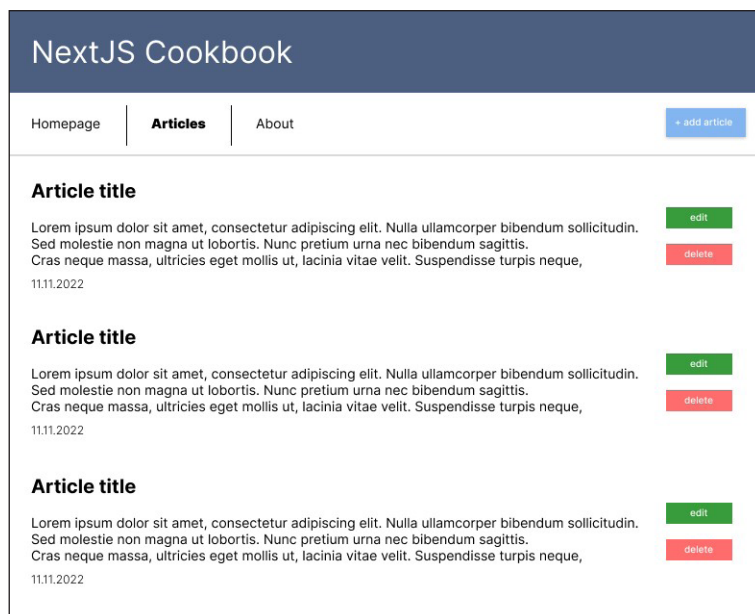 NextJS Cookbook
Homepage
Articles
About
+ add article
Article title
Lorem ipsum dolor sit amet, consectetur adipiscing elit. Nulla ullamcorper bibendum sollicitudin.
Sed molestie non magna ut lobortis. Nunc pretium urna nec bibendum sagittis.
Cras neque massa, ultricies eget mollis ut, lacinia vitae velit. Suspendisse turpis neque,
11.11.2022
edit
delete
Article title
Lorem ipsum dolor sit amet, consectetur adipiscing elit. Nulla ullamcorper bibendum sollicitudin.
Sed molestie non magna ut lobortis. Nunc pretium urna nec bibendum sagittis.
Cras neque massa, ultricies eget mollis ut, lacinia vitae velit. Suspendisse turpis neque,
11.11.2022
edit
delete
Article title
Lorem ipsum dolor sit amet, consectetur adipiscing elit. Nulla ullamcorper bibendum sollicitudin.
Sed molestie non magna ut lobortis. Nunc pretium urna nec bibendum sagittis.
Cras neque massa, ultricies eget mollis ut, lacinia vitae velit. Suspendisse turpis neque,
11.11.2022
edit
delete